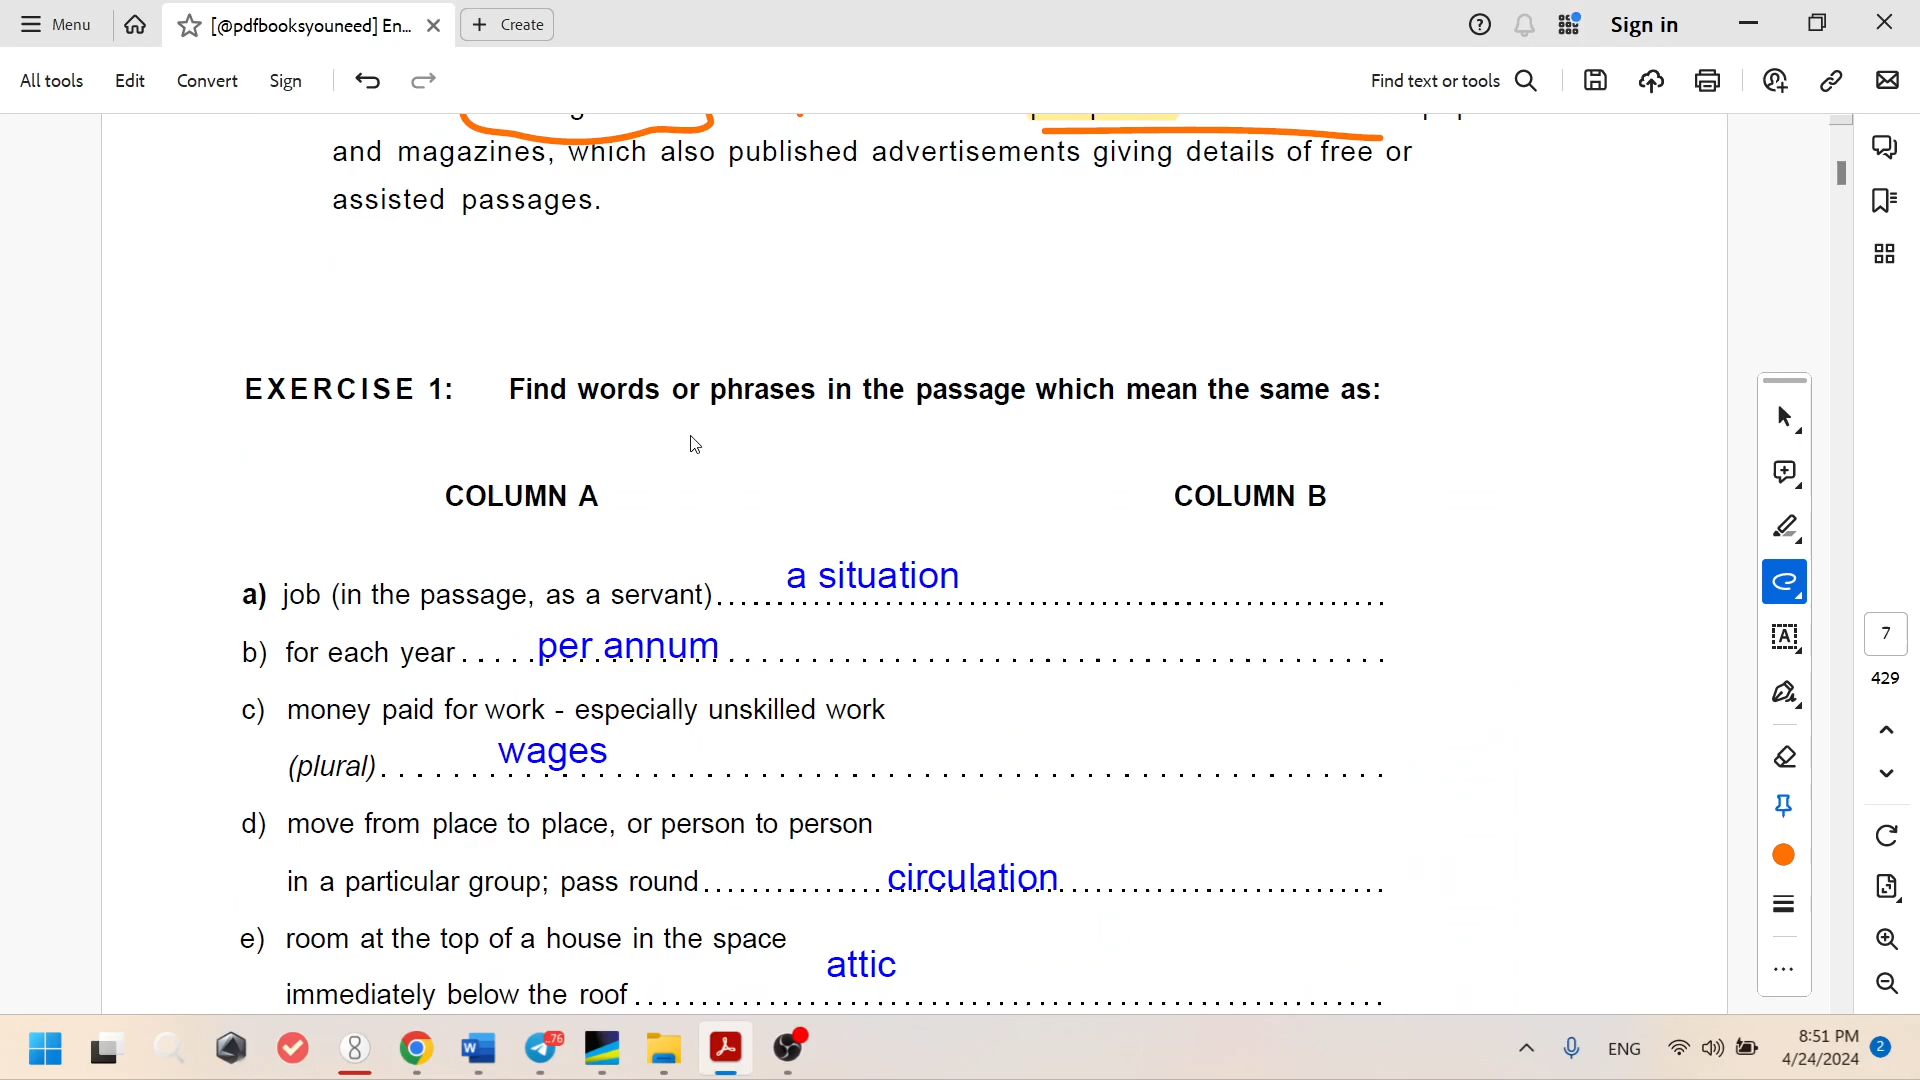 Menu
[@pdfbooksyouneed] En...
Create
Sign in
All tools
Edit
Convert
Sign
Find text or tools
and magazines, which also published advertisements giving details of free or
assisted passages.
EXERCISE 1: Find words or phrases in the passage which mean the same as:
COLUMN A COLUMN B
a) job (in the passage, as a servant) a situation
b) for each year per annum
c) money paid for work - especially unskilled work
(plural) wages
d) move from place to place, or person to person
in a particular group; pass round circulation
e) room at the top of a house in the space
immediately below the roof attic
7
429
76
ENG
8:51 PM
4/24/2024
2